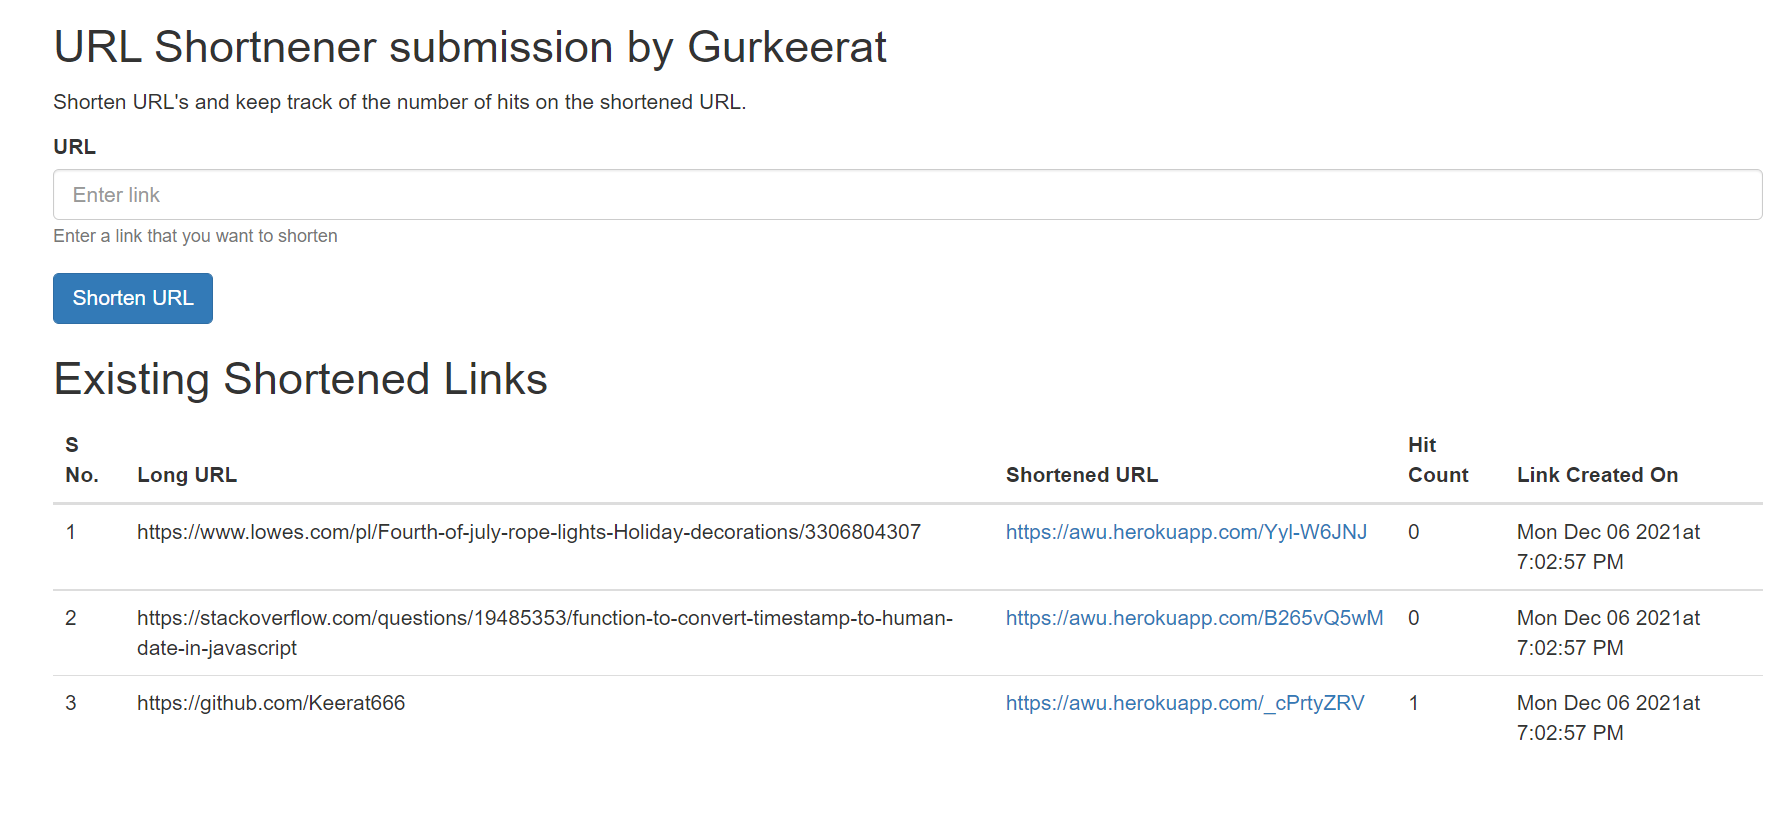 URL Shortnener submission by Gurkeerat
Shorten URL's and keep track of the number of hits on the shortened URL.
URL
Enter link
Enter a link that you want to shorten
Shorten URL
Existing Shortened Links
S No. Long URL Shortened URL Hit Count Link Created On
1 https://www.lowes.com/pl/Fourth-of-july-rope-lights-Holiday-decorations/3306804307 https://awu.herokuapp.com/Yyl-W6JNJ 0 Mon Dec 06 2021at
7:02:57 PM
2 https://stackoverflow.com/questions/19485353/function-to-convert-timestamp-to-human- https://awu.herokuapp.com/B265vQ5wM 0 Mon Dec 06 2021at
date-in-javascript 7:02:57 PM
3 https://github.com/Keerat666 https://awu.herokuapp.com/_cPrtyZRV 1 Mon Dec 06 2021at
7:02:57 PM